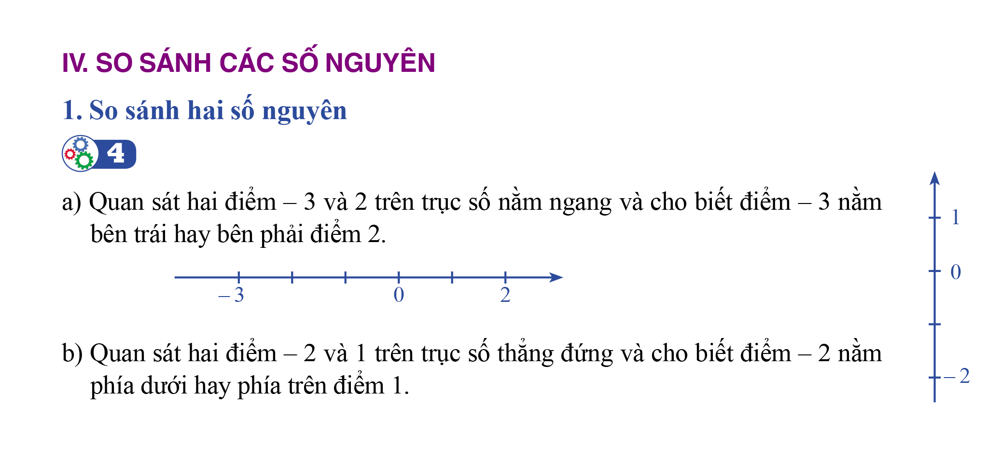 IV. SO SÁNH CÁC SỐ NGUYÊN
1. So sánh hai số nguyên
4
a) Quan sát hai điểm – 3 và 2 trên trục số nằm ngang và cho biết điểm – 3 nằm
bên trái hay bên phải điểm 2.
– 3 0 2
b) Quan sát hai điểm – 2 và 1 trên trục số thẳng đứng và cho biết điểm – 2 nằm
phía dưới hay phía trên điểm 1.
1
0
– 2